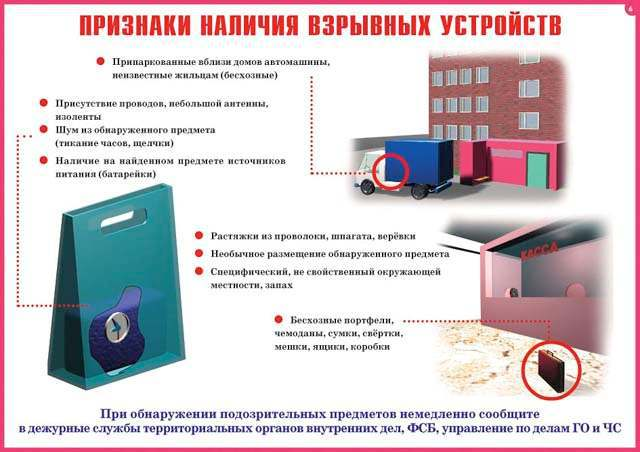 6
ПРИЗНАКИ НАЛИЧИЯ ВЗРЫВНЫХ УСТРОЙСТВ
Припаркованные вблизи домов автомашины,
неизвестные жильцам (бесхозные)
Присутствие проводов, небольшой антенны,
изоленты
Шум из обнаруженного предмета
(тикание часов, щелчки)
Наличие на найденном предмете источников
питания (батарейки)
Растяжки из проволоки, шпагата, верёвки
Необычное размещение обнаруженного предмета
Специфический, не свойственный окружающей
местности, запах
КАССА
Бесхозные портфели,
чемоданы, сумки, свёртки,
мешки, ящики, коробки
При обнаружении подозрительных предметов немедленно сообщите
в дежурные службы территориальных органов внутренних дел, ФСБ, управление по делам ГО и ЧС